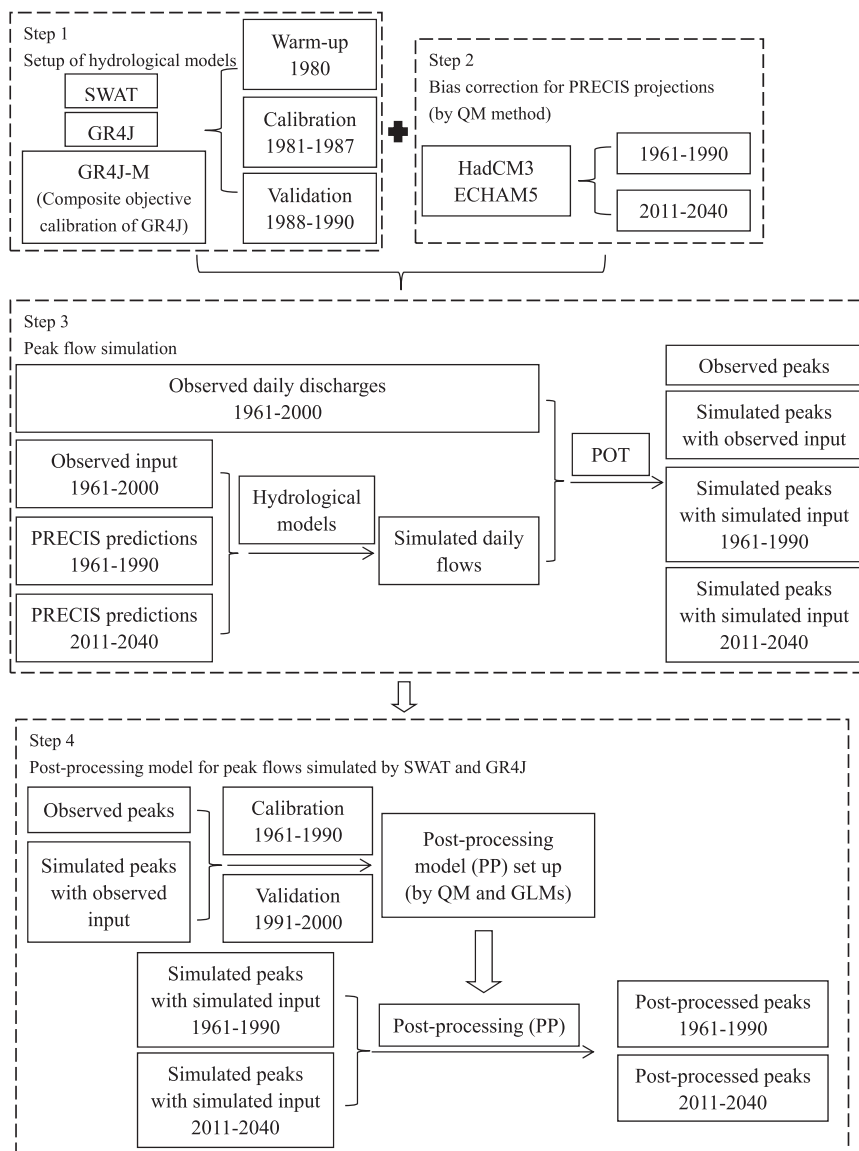 Step 1
Setup of hydrological models
SWAT
GR4J
GR4J-M
(Composite objective
calibration of GR4J)
Warm-up
1980
Calibration
1981-1987
Validation
1988-1990
Step 2
Bias correction for PRECIS projections
(by QM method)
HadCM3
ECHAM5
1961-1990
2011-2040
Step 3
Peak flow simulation
Observed daily discharges
1961-2000
Observed input
1961-2000
PRECIS predictions
1961-1990
PRECIS predictions
2011-2040
Hydrological
models
Simulated daily
flows
POT
Observed peaks
Simulated peaks
with observed input
Simulated peaks
with simulated input
1961-1990
Simulated peaks
with simulated input
2011-2040
Step 4
Post-processing model for peak flows simulated by SWAT and GR4J
Observed peaks
Simulated peaks
with observed
input
Calibration
1961-1990
Validation
1991-2000
Post-processing
model (PP) set up
(by QM and GLMs)
Simulated peaks
with simulated input
1961-1990
Simulated peaks
with simulated input
2011-2040
Post-processing (PP)
Post-processed peaks
1961-1990
Post-processed peaks
2011-2040